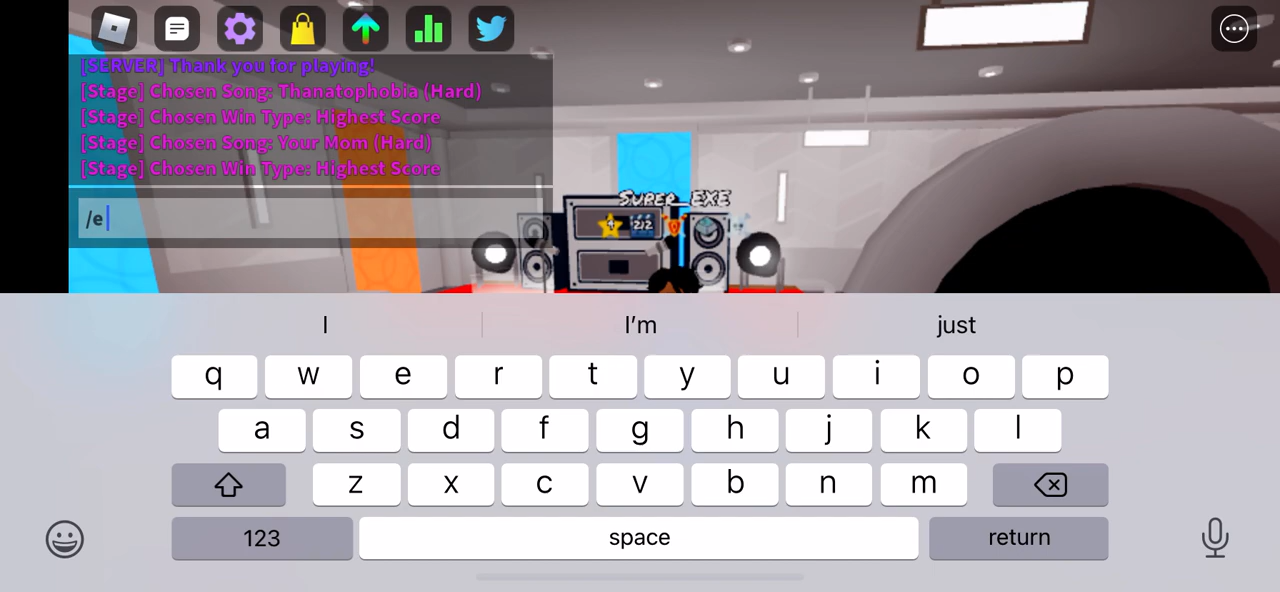 [SERVER] Thank you for playing!
[Stage] Chosen Song: Thanatophobia (Hard)
[Stage] Chosen Win Type: Highest Score
[Stage] Chosen Song: Your Mom (Hard)
[Stage] Chosen Win Type: Highest Score
/e
SUPER_EXE
I I’m just
q w e r t y u i o p
a s d f g h j k l
z x c v b n m
123 space return